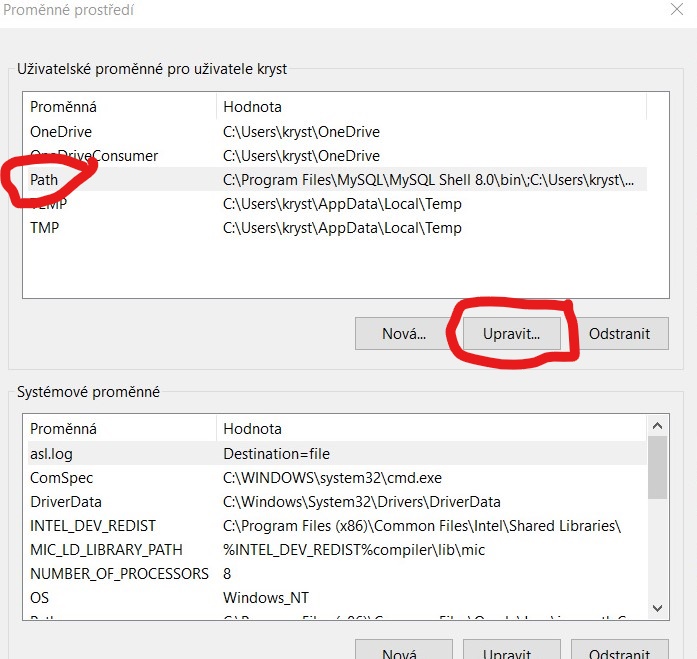 Proměnné prostředí
Uživatelské proměnné pro uživatele kryst
Proměnná Hodnota
OneDrive C:\Users\kryst\OneDrive
OneDriveConsumer C:\Users\kryst\OneDrive
Path C:\Program Files\MySQL\MySQL Shell 8.0\bin\;C:\Users\kryst\...
TEMP C:\Users\kryst\AppData\Local\Temp
TMP C:\Users\kryst\AppData\Local\Temp
Nová... Upravit... Odstranit
Systémové proměnné
Proměnná Hodnota
asl.log Destination=file
ComSpec C:\WINDOWS\system32\cmd.exe
DriverData C:\Windows\System32\Drivers\DriverData
INTEL_DEV_REDIST C:\Program Files (x86)\Common Files\Intel\Shared Libraries\
MIC_LD_LIBRARY_PATH %INTEL_DEV_REDIST%compiler\lib\mic
NUMBER_OF_PROCESSORS 8
OS Windows_NT
Nová... Upravit... Odstranit